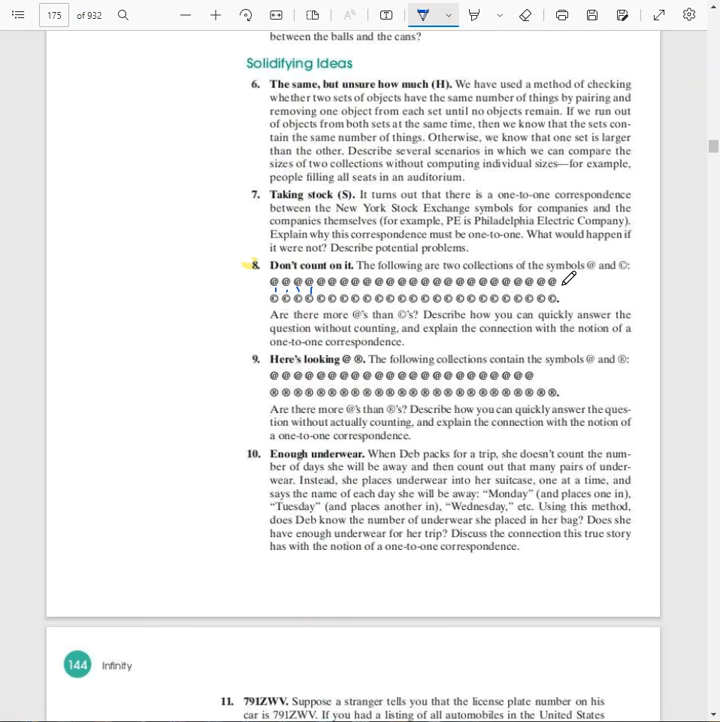 175 of 932
between the balls and the cans?
Solidifying Ideas
6. The same, but unsure how much (H). We have used a method of checking
whether two sets of objects have the same number of things by pairing and
removing one object from each set until no objects remain. If we run out
of objects from both sets at the same time, then we know that the sets con-
tain the same number of things. Otherwise, we know that one set is larger
than the other. Describe several scenarios in which we can compare the
sizes of two collections without computing individual sizes—for example,
people filling all seats in an auditorium.
7. Taking stock (S). It turns out that there is a one-to-one correspondence
between the New York Stock Exchange symbols for companies and the
companies themselves (for example, PE is Philadelphia Electric Company).
Explain why this correspondence must be one-to-one. What would happen if
it were not? Describe potential problems.
8. Don't count on it. The following are two collections of the symbols @ and ©:
@ @ @ @ @ @ @ @ @ @ @ @ @ @ @ @ @ @ @ @ @ @ @ @ @
© © © © © © © © © © © © © © © © © © © © © © © © ©.
Are there more @'s than ©'s? Describe how you can quickly answer the
question without counting, and explain the connection with the notion of a
one-to-one correspondence.
9. Here's looking @ ®. The following collections contain the symbols @ and ®:
@ @ @ @ @ @ @ @ @ @ @ @ @ @ @ @ @ @ @ @ @ @ @
® ® ® ® ® ® ® ® ® ® ® ® ® ® ® ® ® ® ® ® ® ® ® ® ®.
Are there more @'s than ®'s? Describe how you can quickly answer the ques-
tion without actually counting, and explain the connection with the notion of
a one-to-one correspondence.
10. Enough underwear. When Deb packs for a trip, she doesn't count the num-
ber of days she will be away and then count out that many pairs of under-
wear. Instead, she places underwear into her suitcase, one at a time, and
says the name of each day she will be away: “Monday” (and places one in),
“Tuesday” (and places another in), “Wednesday,” etc. Using this method,
does Deb know the number of underwear she placed in her bag? Does she
have enough underwear for her trip? Discuss the connection this true story
has with the notion of a one-to-one correspondence.
144 Infinity
11. 791ZWV. Suppose a stranger tells you that the license plate number on his
car is 791ZWV. If you had a listing of all automobiles in the United States